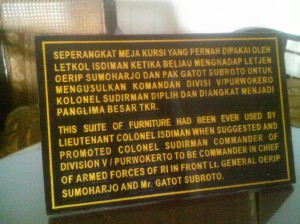 SEPERANGKAT MEJA KURSI YANG PERNAH DIPAKAI OLEH
LETKOL ISDIMAN KETIKA BELIAU MENGHADAP LETJEN
OERIP SUMOHARJO DAN PAK GATOT SUBROTO UNTUK
MENGUSULKAN KOMANDAN DIVISI V/PURWOKERTO
KOLONEL SUDIRMAN DIPLIH DAN DIANGKAT MENJADI
PANGLIMA BESAR TKR.
THIS SUITE OF FURNITURE HAD BEEN EVER USED BY
LIEUTENANT COLONEL ISDIMAN WHEN SUGGESTED AND
PROMOTED COLONEL SUDIRMAN COMMANDER OF
DIVISION V / PURWOKERTO TO BE COMMANDER IN CHIEF
OF ARMED FORCES OF RI IN FRONT Lt. GENERAL OERIP
SUMOHARJO AND Mr. GATOT SUBROTO.